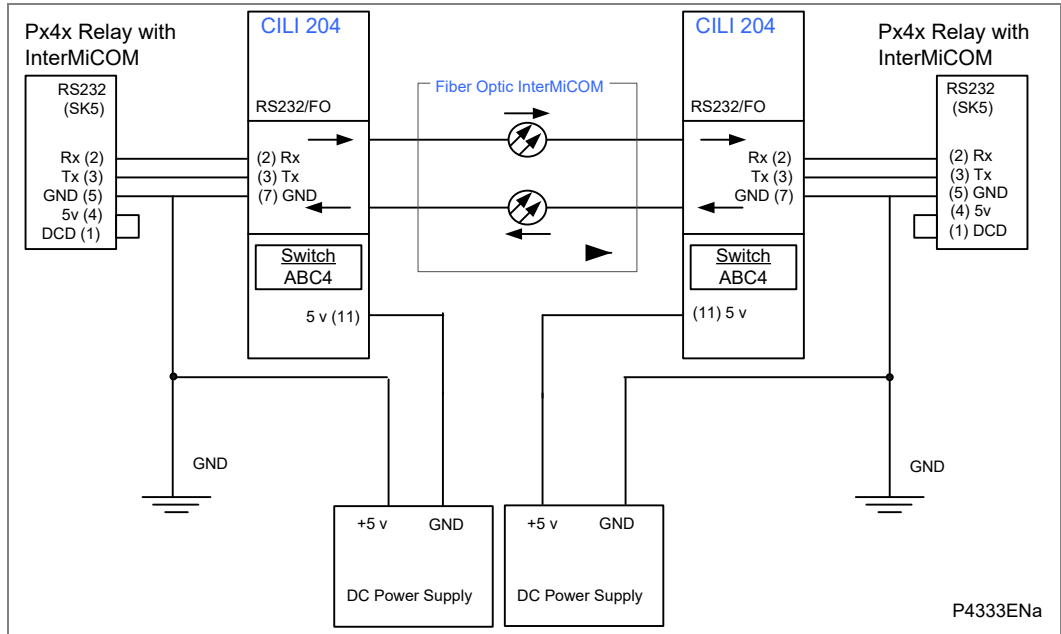 Px4x Relay with
InterMiCOM
RS232
(SK5)
Rx (2)
Tx (3)
GND (5)
5v (4)
DCD (1)
CILI 204
RS232/FO
(2) Rx
(3) Tx
(7) GND
Switch
ABC4
5 v (11)
Fiber Optic InterMiCOM
CILI 204
RS232/FO
Rx (2)
Tx (3)
GND (7)
Switch
ABC4
(11) 5 v
Px4x Relay with
InterMiCOM
RS232
(SK5)
(2) Rx
(3) Tx
(5) GND
(4) 5v
(1) DCD
GND
GND
+5 v GND
DC Power Supply
+5 v GND
DC Power Supply
P4333ENa